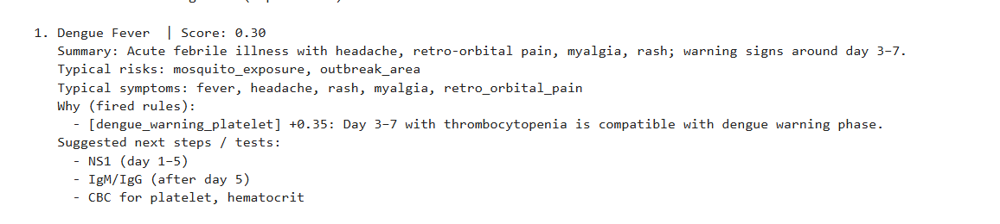 1. Dengue Fever | Score: 0.30
Summary: Acute febrile illness with headache, retro-orbital pain, myalgia, rash; warning signs around day 3–7.
Typical risks: mosquito_exposure, outbreak_area
Typical symptoms: fever, headache, rash, myalgia, retro_orbital_pain
Why (fired rules):
- [dengue_warning_platelet] +0.35: Day 3–7 with thrombocytopenia is compatible with dengue warning phase.
Suggested next steps / tests:
- NS1 (day 1–5)
- IgM/IgG (after day 5)
- CBC for platelet, hematocrit